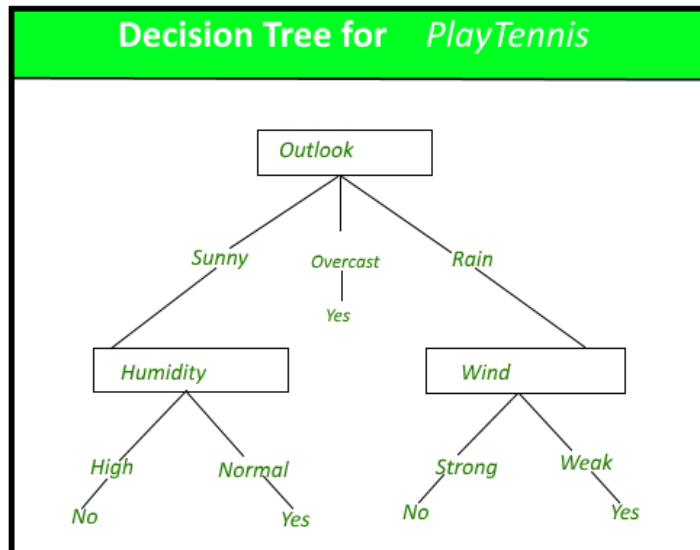 Decision Tree for PlayTennis
Outlook
Sunny Overcast Rain
Yes
Humidity Wind
High Normal Strong Weak
No Yes No Yes